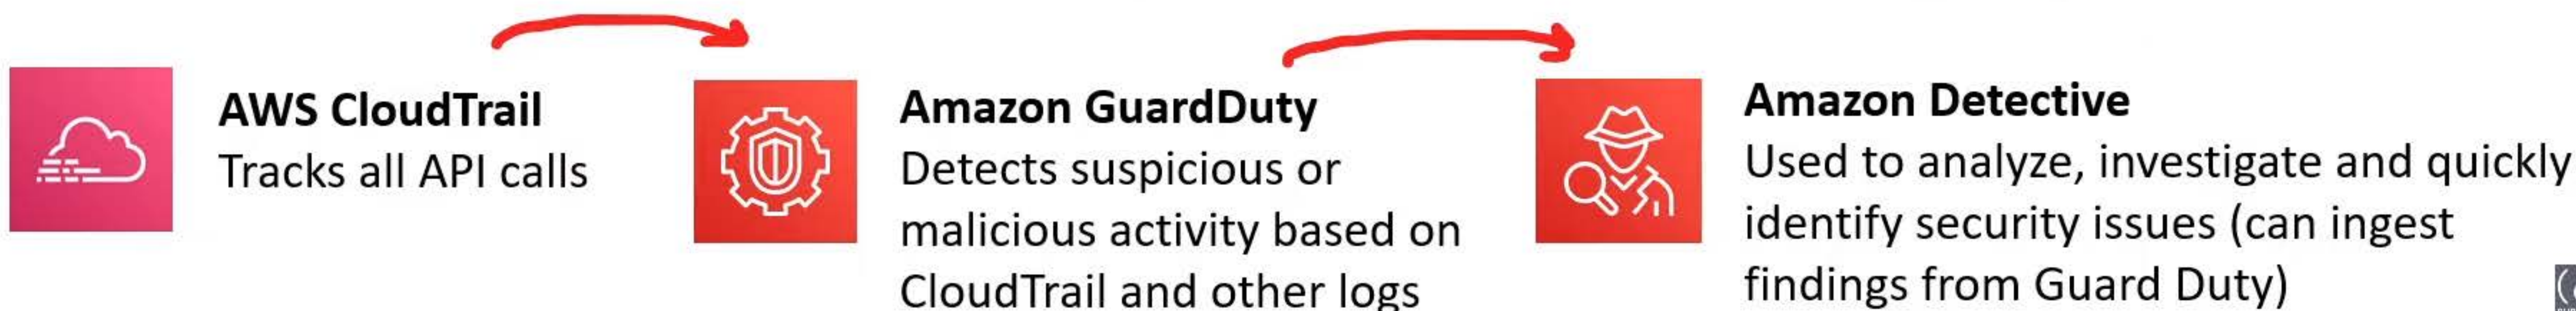 AWS CloudTrail
Tracks all API calls
Amazon GuardDuty
Detects suspicious or
malicious activity based on
CloudTrail and other logs
Amazon Detective
Used to analyze, investigate and quickly
identify security issues (can ingest
findings from Guard Duty)